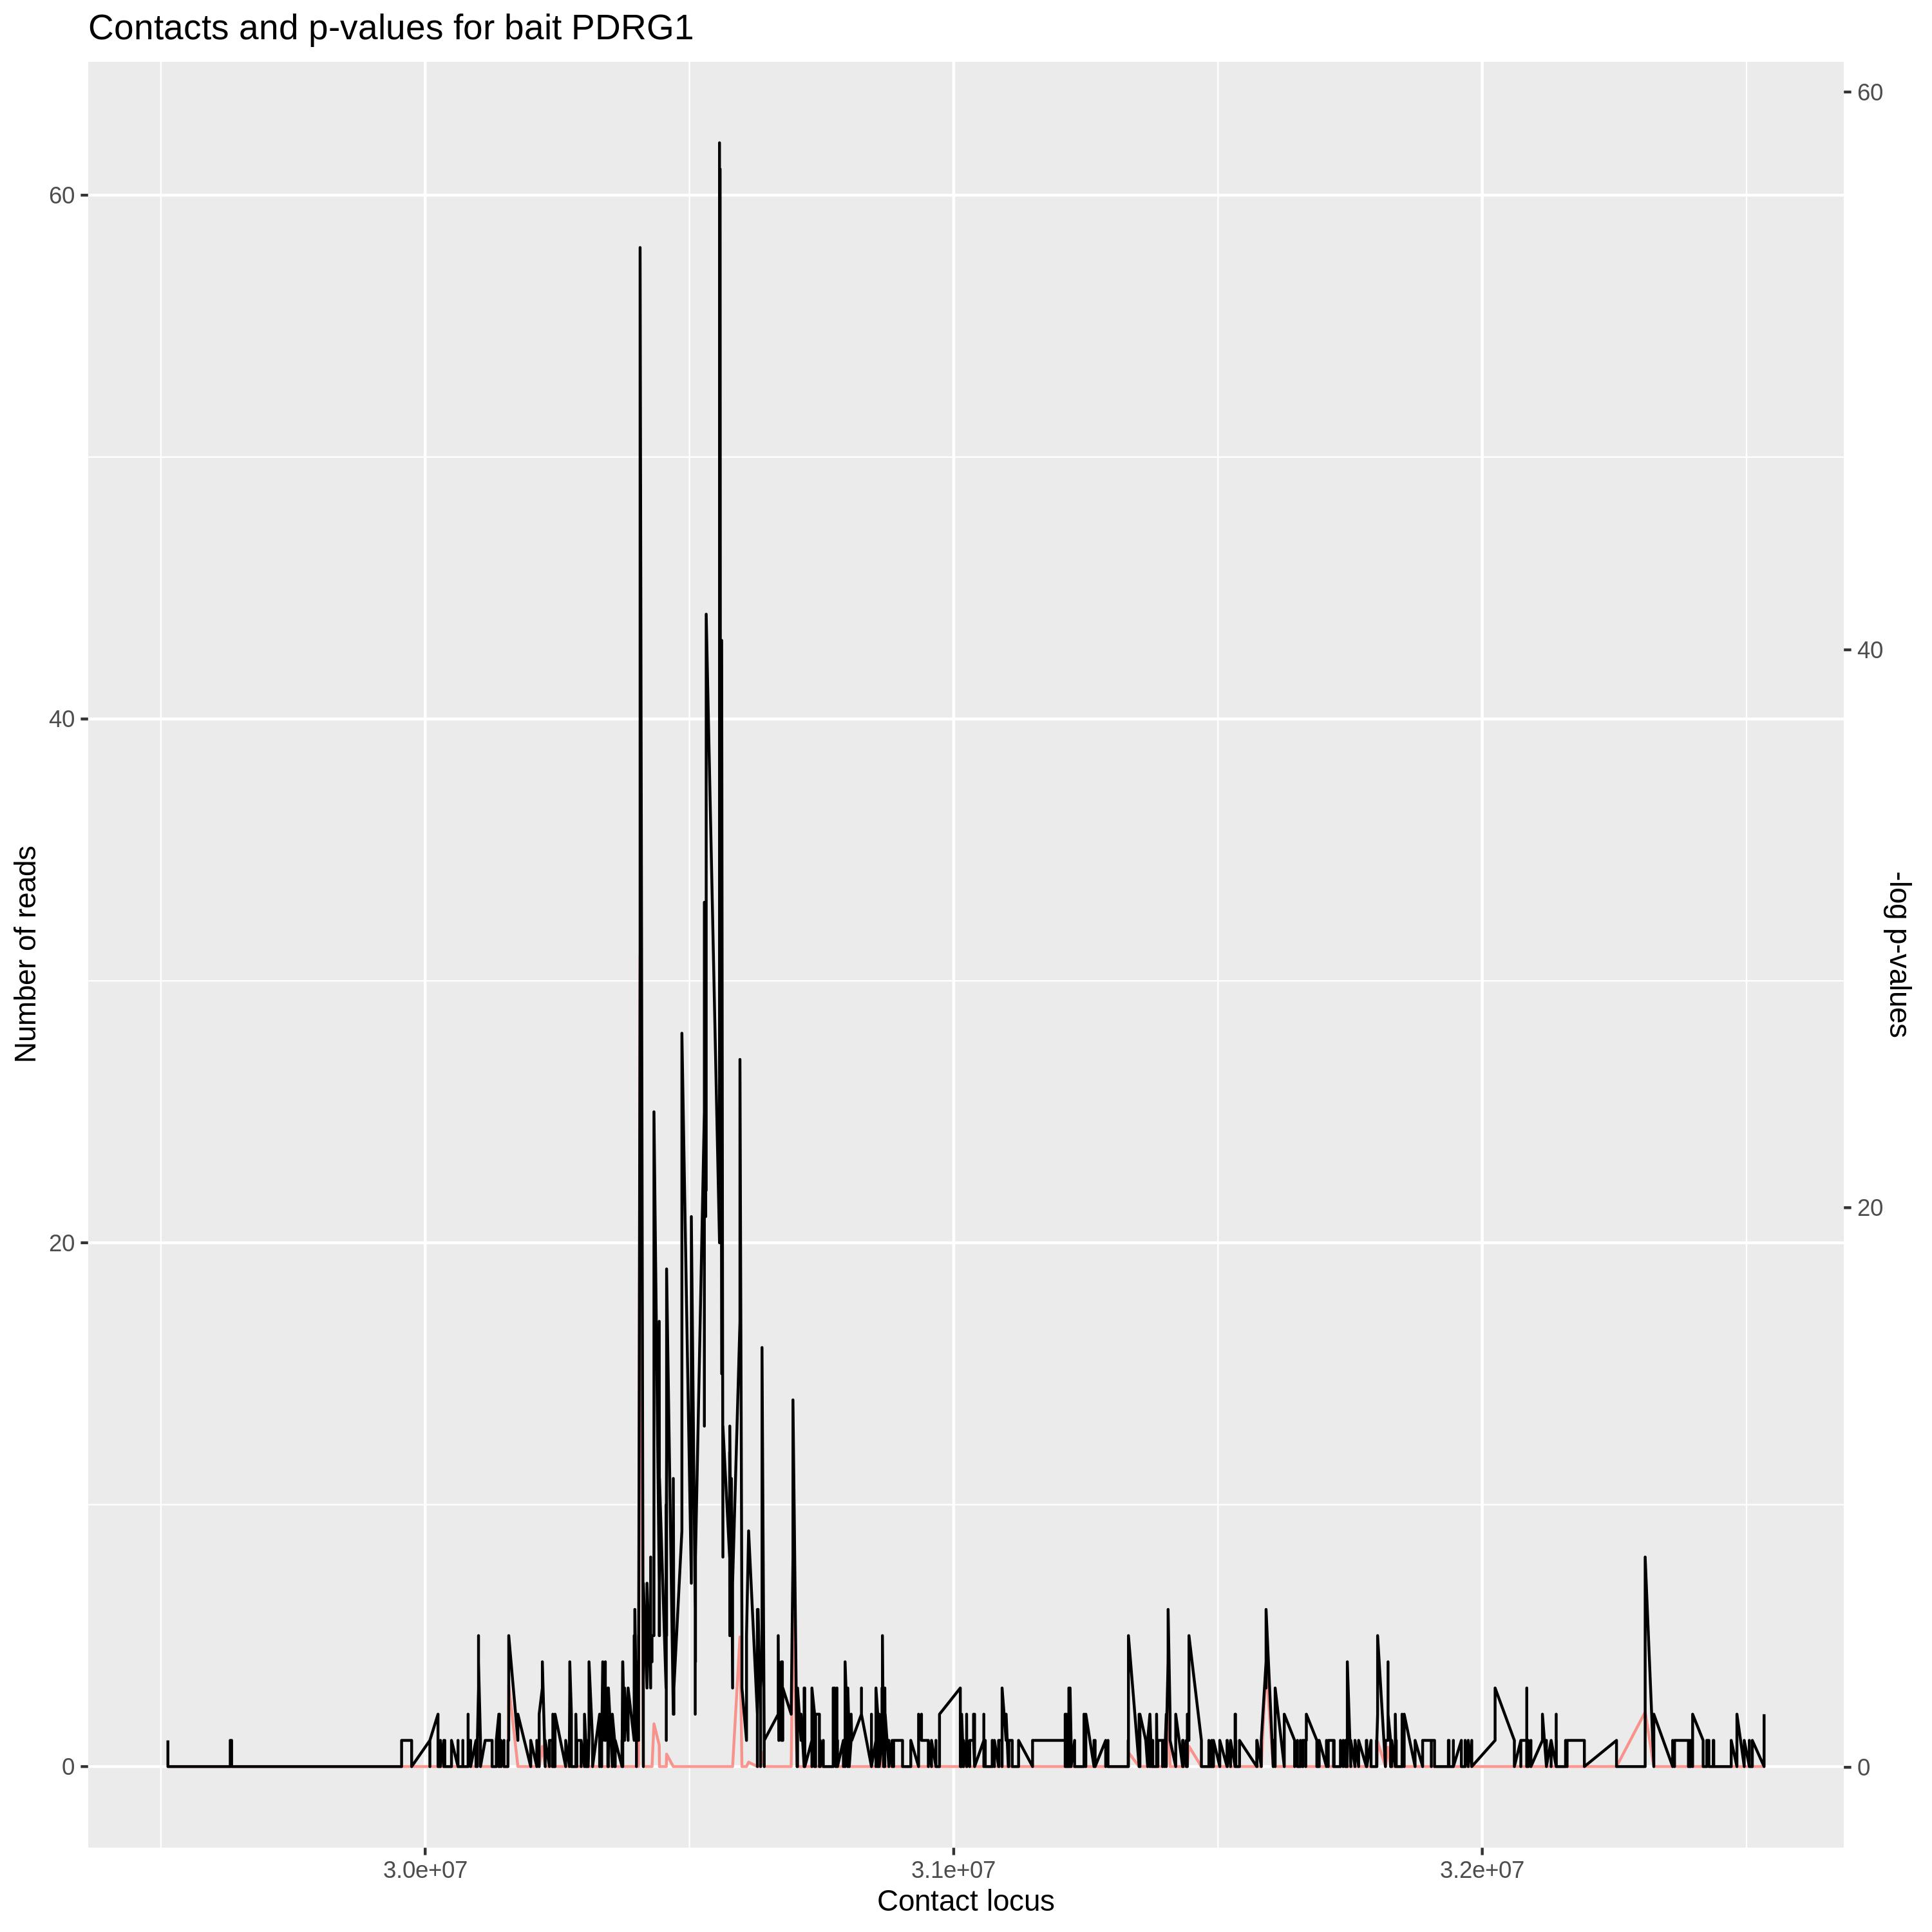 Contacts and p-values for bait PDRG1
60
40
20
0
Number of reads
60
40
20
0
-log p-values
3.0e+07
3.1e+07
3.2e+07
Contact locus